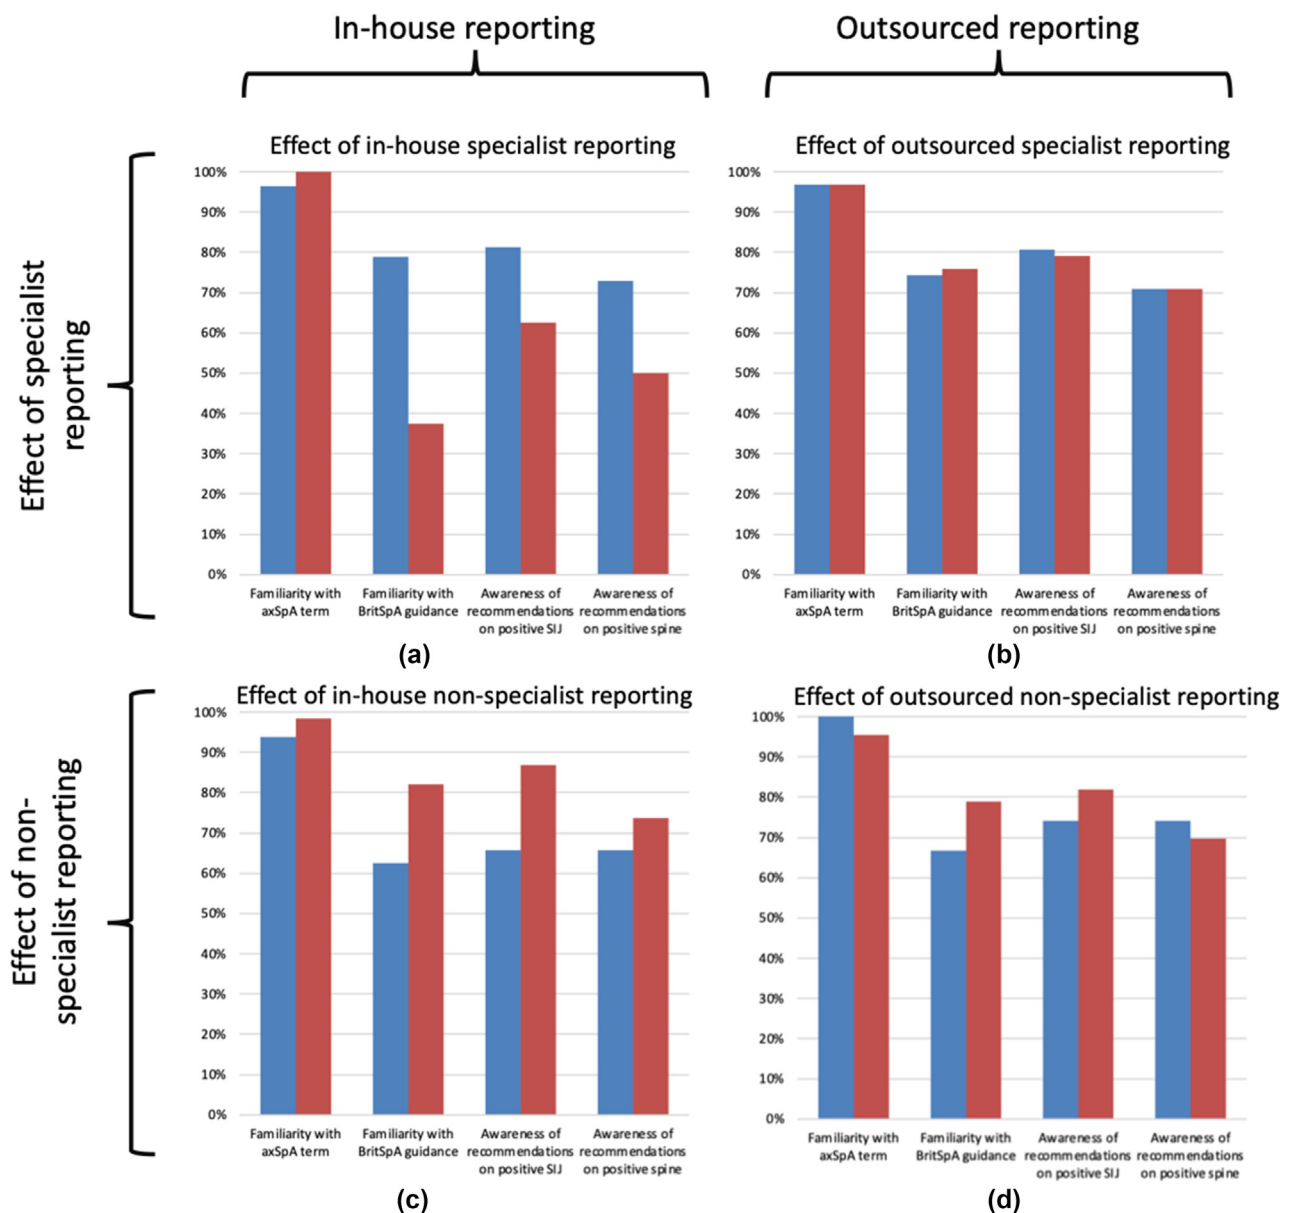 In-house reporting
Outsourced reporting
Effect of specialist
reporting
Effect of in-house specialist reporting
100%
90%
80%
70%
60%
50%
40%
30%
20%
10%
0%
Familiarity with
axSpA term
Familiarity with
BritSpA guidance
Awareness of
recommendations
on positive SIJ
Awareness of
recommendations
on positive spine
(a)
Effect of outsourced specialist reporting
100%
90%
80%
70%
60%
50%
40%
30%
20%
10%
0%
Familiarity with
axSpA term
Familiarity with
BritSpA guidance
Awareness of
recommendations
on positive SIJ
Awareness of
recommendations
on positive spine
(b)
Effect of non-
specialist reporting
Effect of in-house non-specialist reporting
100%
90%
80%
70%
60%
50%
40%
30%
20%
10%
0%
Familiarity with
axSpA term
Familiarity with
BritSpA guidance
Awareness of
recommendations
on positive SIJ
Awareness of
recommendations
on positive spine
(c)
Effect of outsourced non-specialist reporting
100%
90%
80%
70%
60%
50%
40%
30%
20%
10%
0%
Familiarity with
axSpA term
Familiarity with
BritSpA guidance
Awareness of
recommendations
on positive SIJ
Awareness of
recommendations
on positive spine
(d)